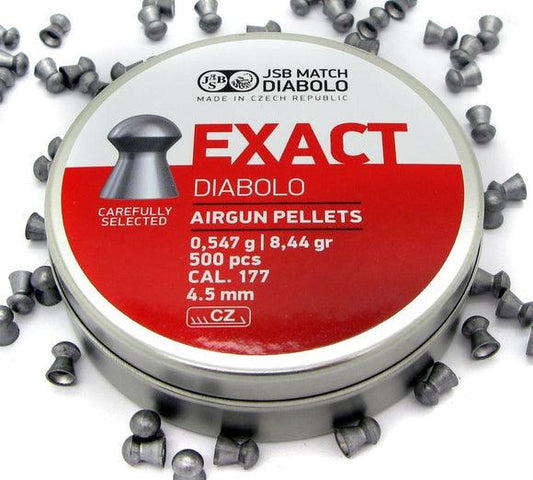 JSB
JSB MATCH
DIABOLO
MADE IN CZECH REPUBLIC
EXACT
DIABOLO
CAREFULLY
SELECTED
AIRGUN PELLETS
0,547 g | 8,44 gr
500 pcs
CAL. 177
4.5 mm
CZ